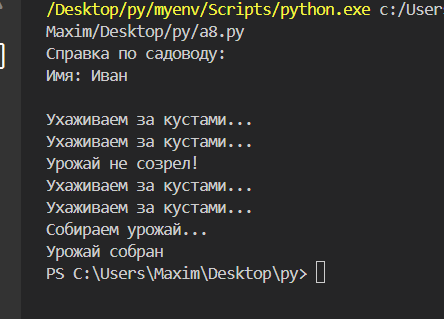 /Desktop/py/myenv/Scripts/python.exe c:/Users
Maxim/Desktop/py/a8.py
Справка по садоводу:
Имя: Иван
Ухаживаем за кустами...
Ухаживаем за кустами...
Урожай не созрел!
Ухаживаем за кустами...
Ухаживаем за кустами...
Собираем урожай...
Урожай собран
PS C:\Users\Maxim\Desktop\py>